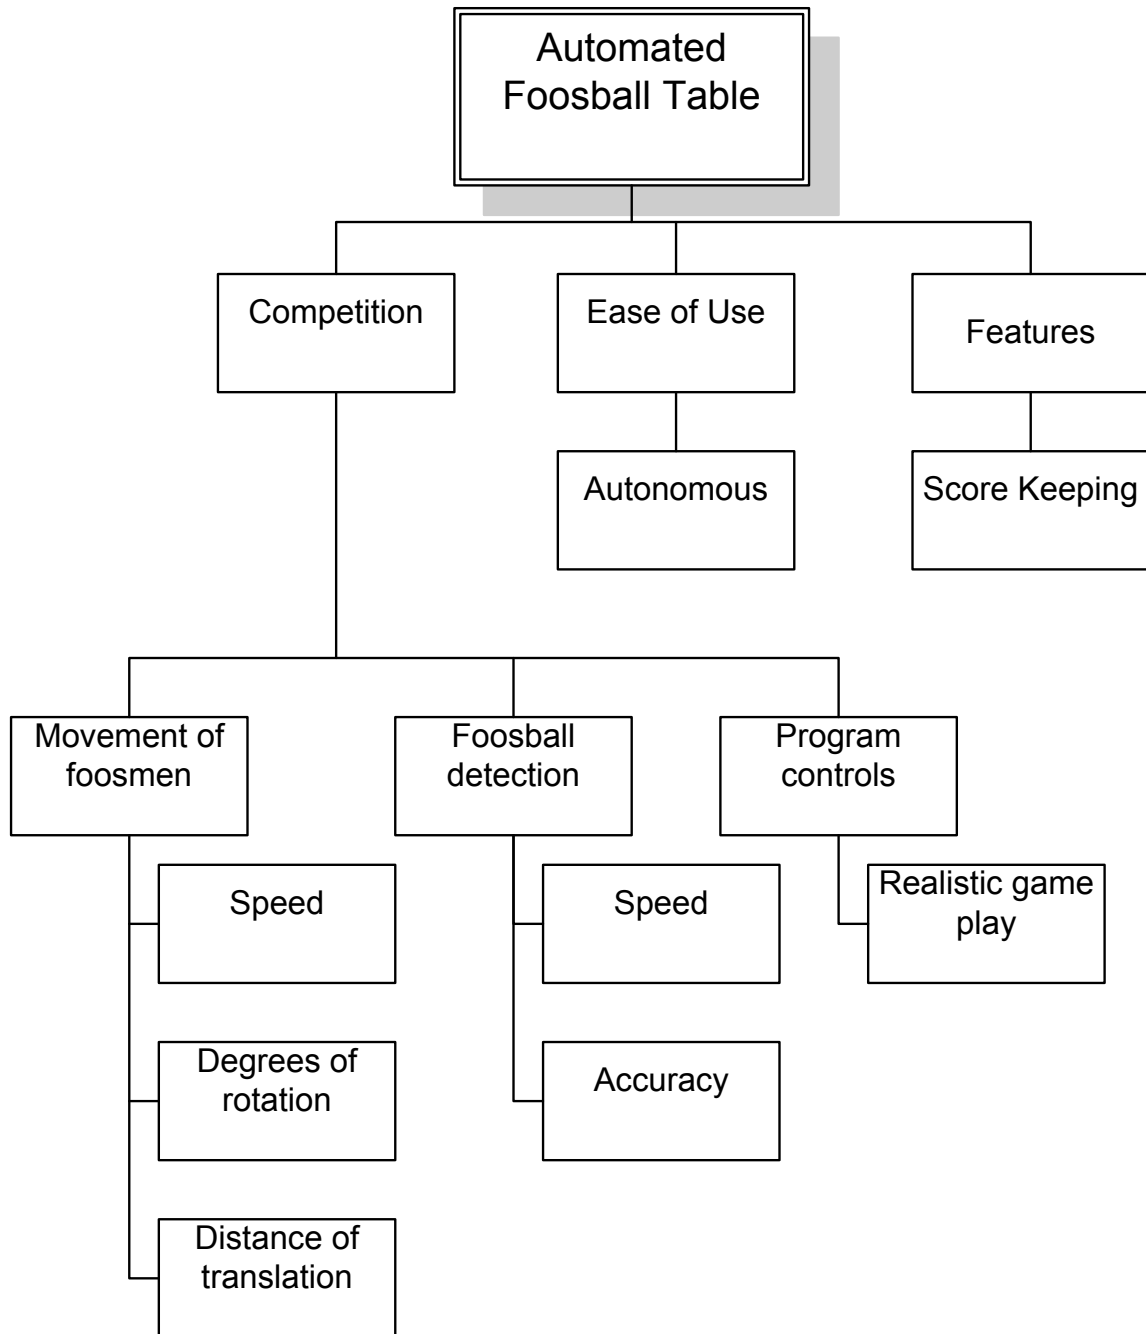 Automated
Foosball Table
Competition
Ease of Use
Features
Autonomous
Score Keeping
Movement of
foosmen
Foosball
detection
Program
controls
Speed
Speed
Realistic game
play
Degrees of
rotation
Accuracy
Distance of
translation